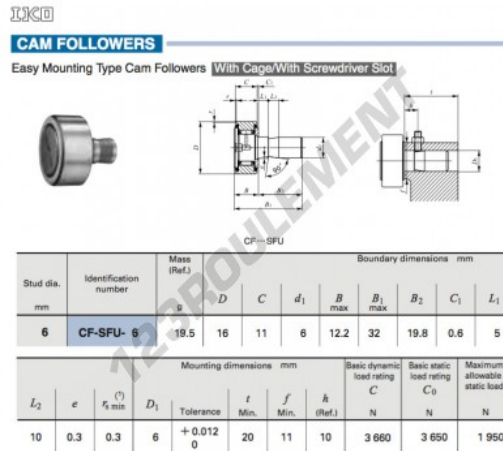 IKO
CAM FOLLOWERS
Easy Mounting Type Cam Followers With Cage/With Screwdriver Slot
CF···SFU
123ROULEMENT
Stud dia. mm Identification number Mass (Ref.) g Boundary dimensions mm
D C d1 B max B1 max B2 C1 L1
6 CF-SFU- 6 19.5 16 11 6 12.2 32 19.8 0.6 5
Mounting dimensions mm Basic dynamic load rating Basic static load rating Maximum allowable static load
L2 e rs min (1) D1 Tolerance t Min. f Min. h (Ref.) C N C0 N N
10 0.3 0.3 6 +0.012 0 20 11 10 3 660 3 650 1 950